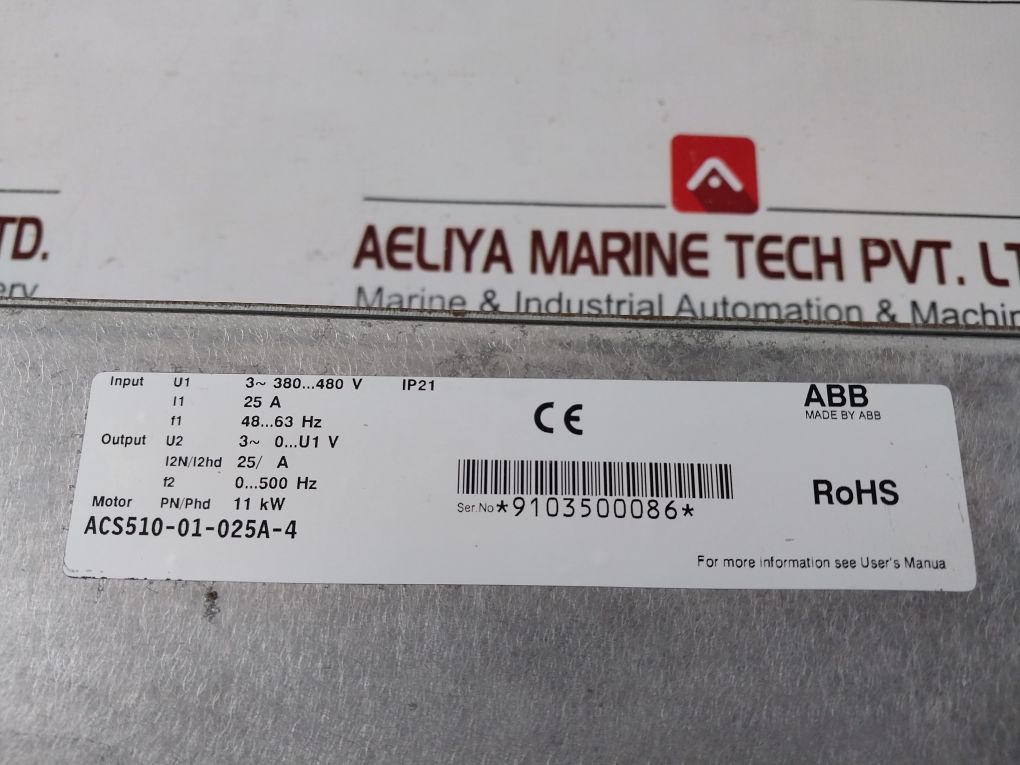 TD.
ery
AELIYA MARINE TECH PVT. LT
Marine & Industrial Automation & Machin
Input U1 3~ 380...480 V IP21
I1 25 A
f1 48...63 Hz
Output U2 3~ 0...U1 V
I2N/I2hd 25/ A
f2 0...500 Hz
Motor PN/Phd 11 kW
ACS510-01-025A-4
CE
Ser.No *9103500086*
ABB
MADE BY ABB
RoHS
For more information see User's Manua